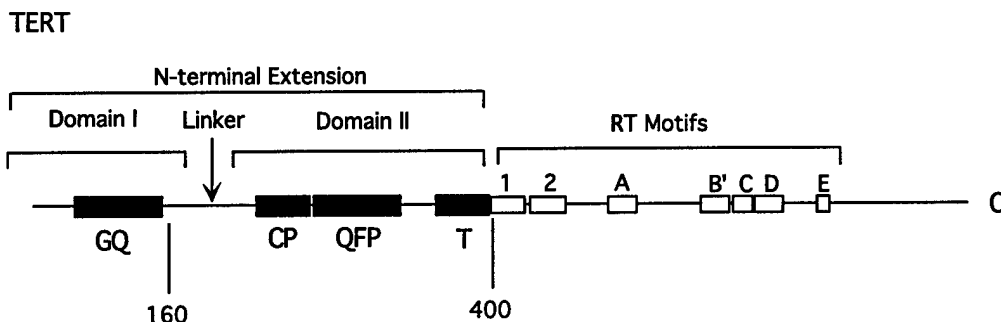 TERT
N-terminal Extension
Domain I Linker Domain II RT Motifs
1 2 A B' C D E
C
GQ CP QFP T
160 400